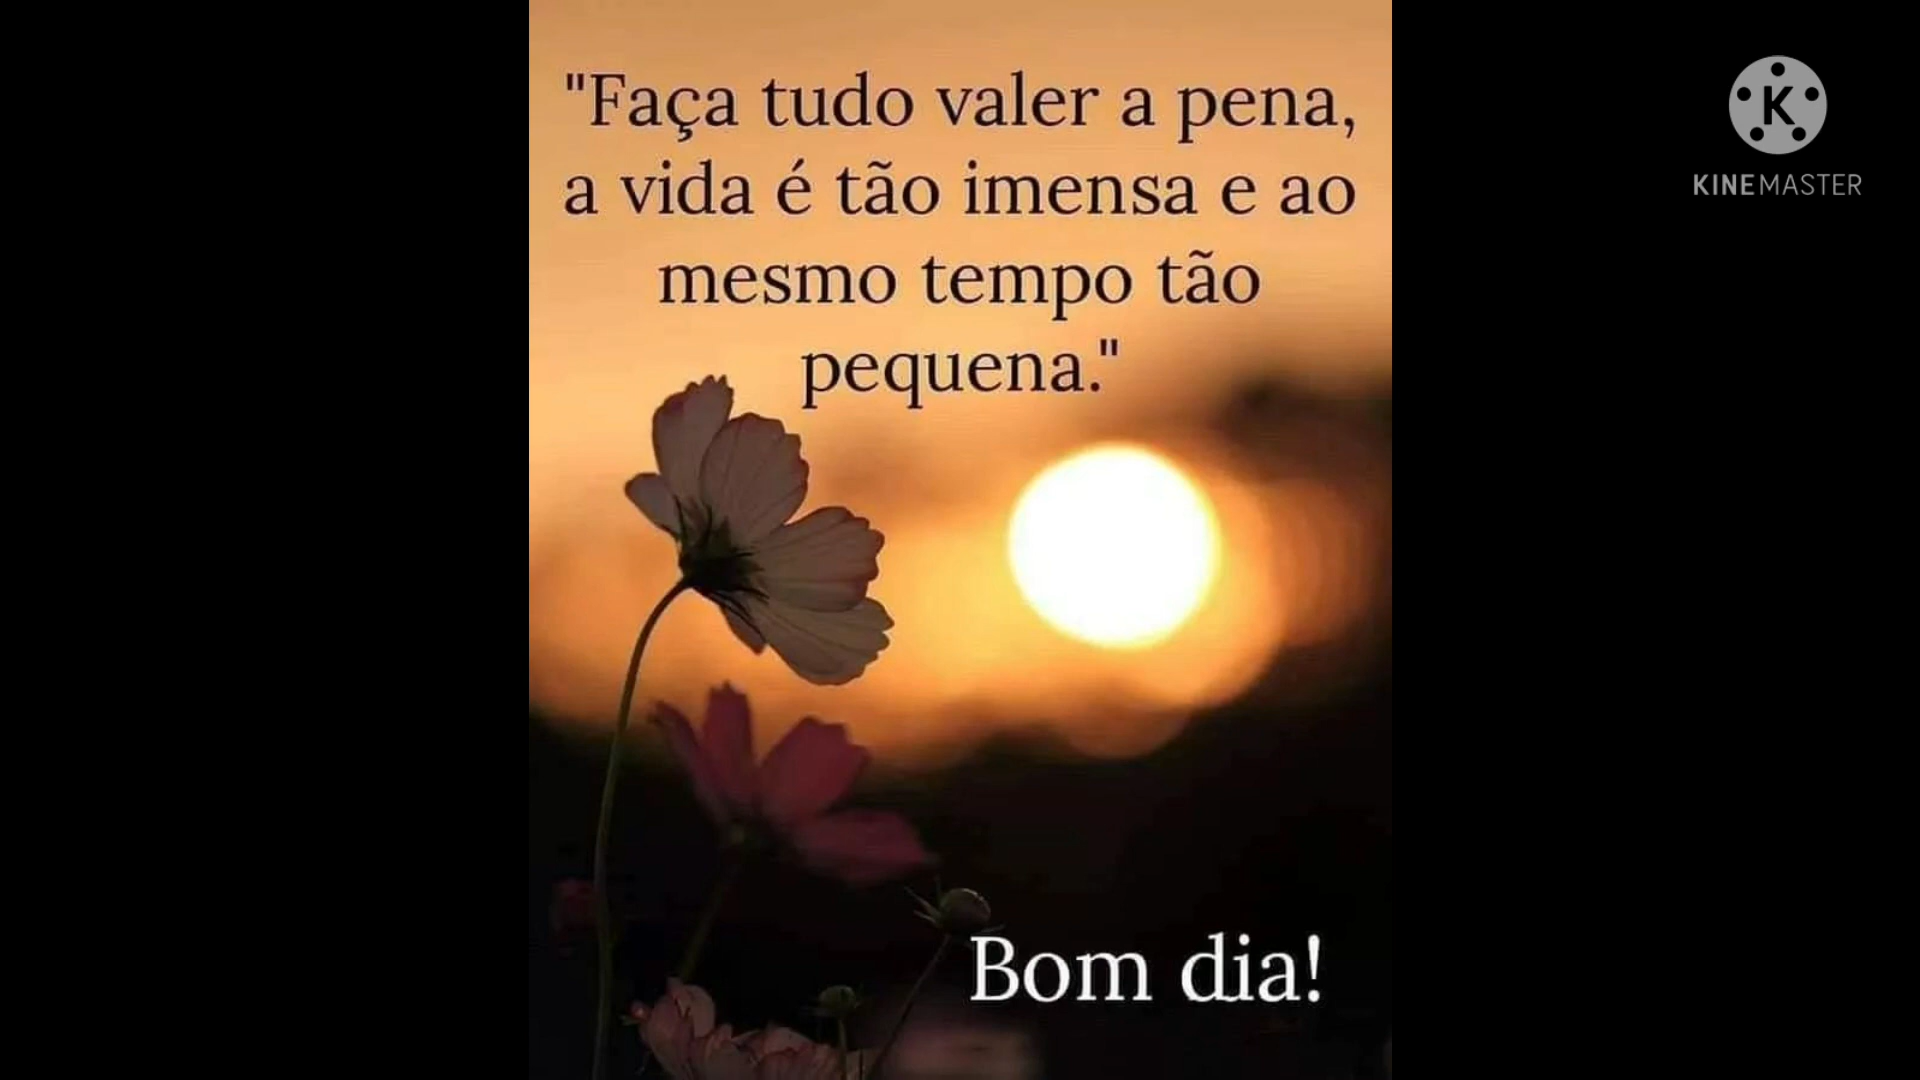 "Faça tudo valer a pena,
a vida é tão imensa e ao
mesmo tempo tão
pequena."
Bom dia!
K
KINEMASTER